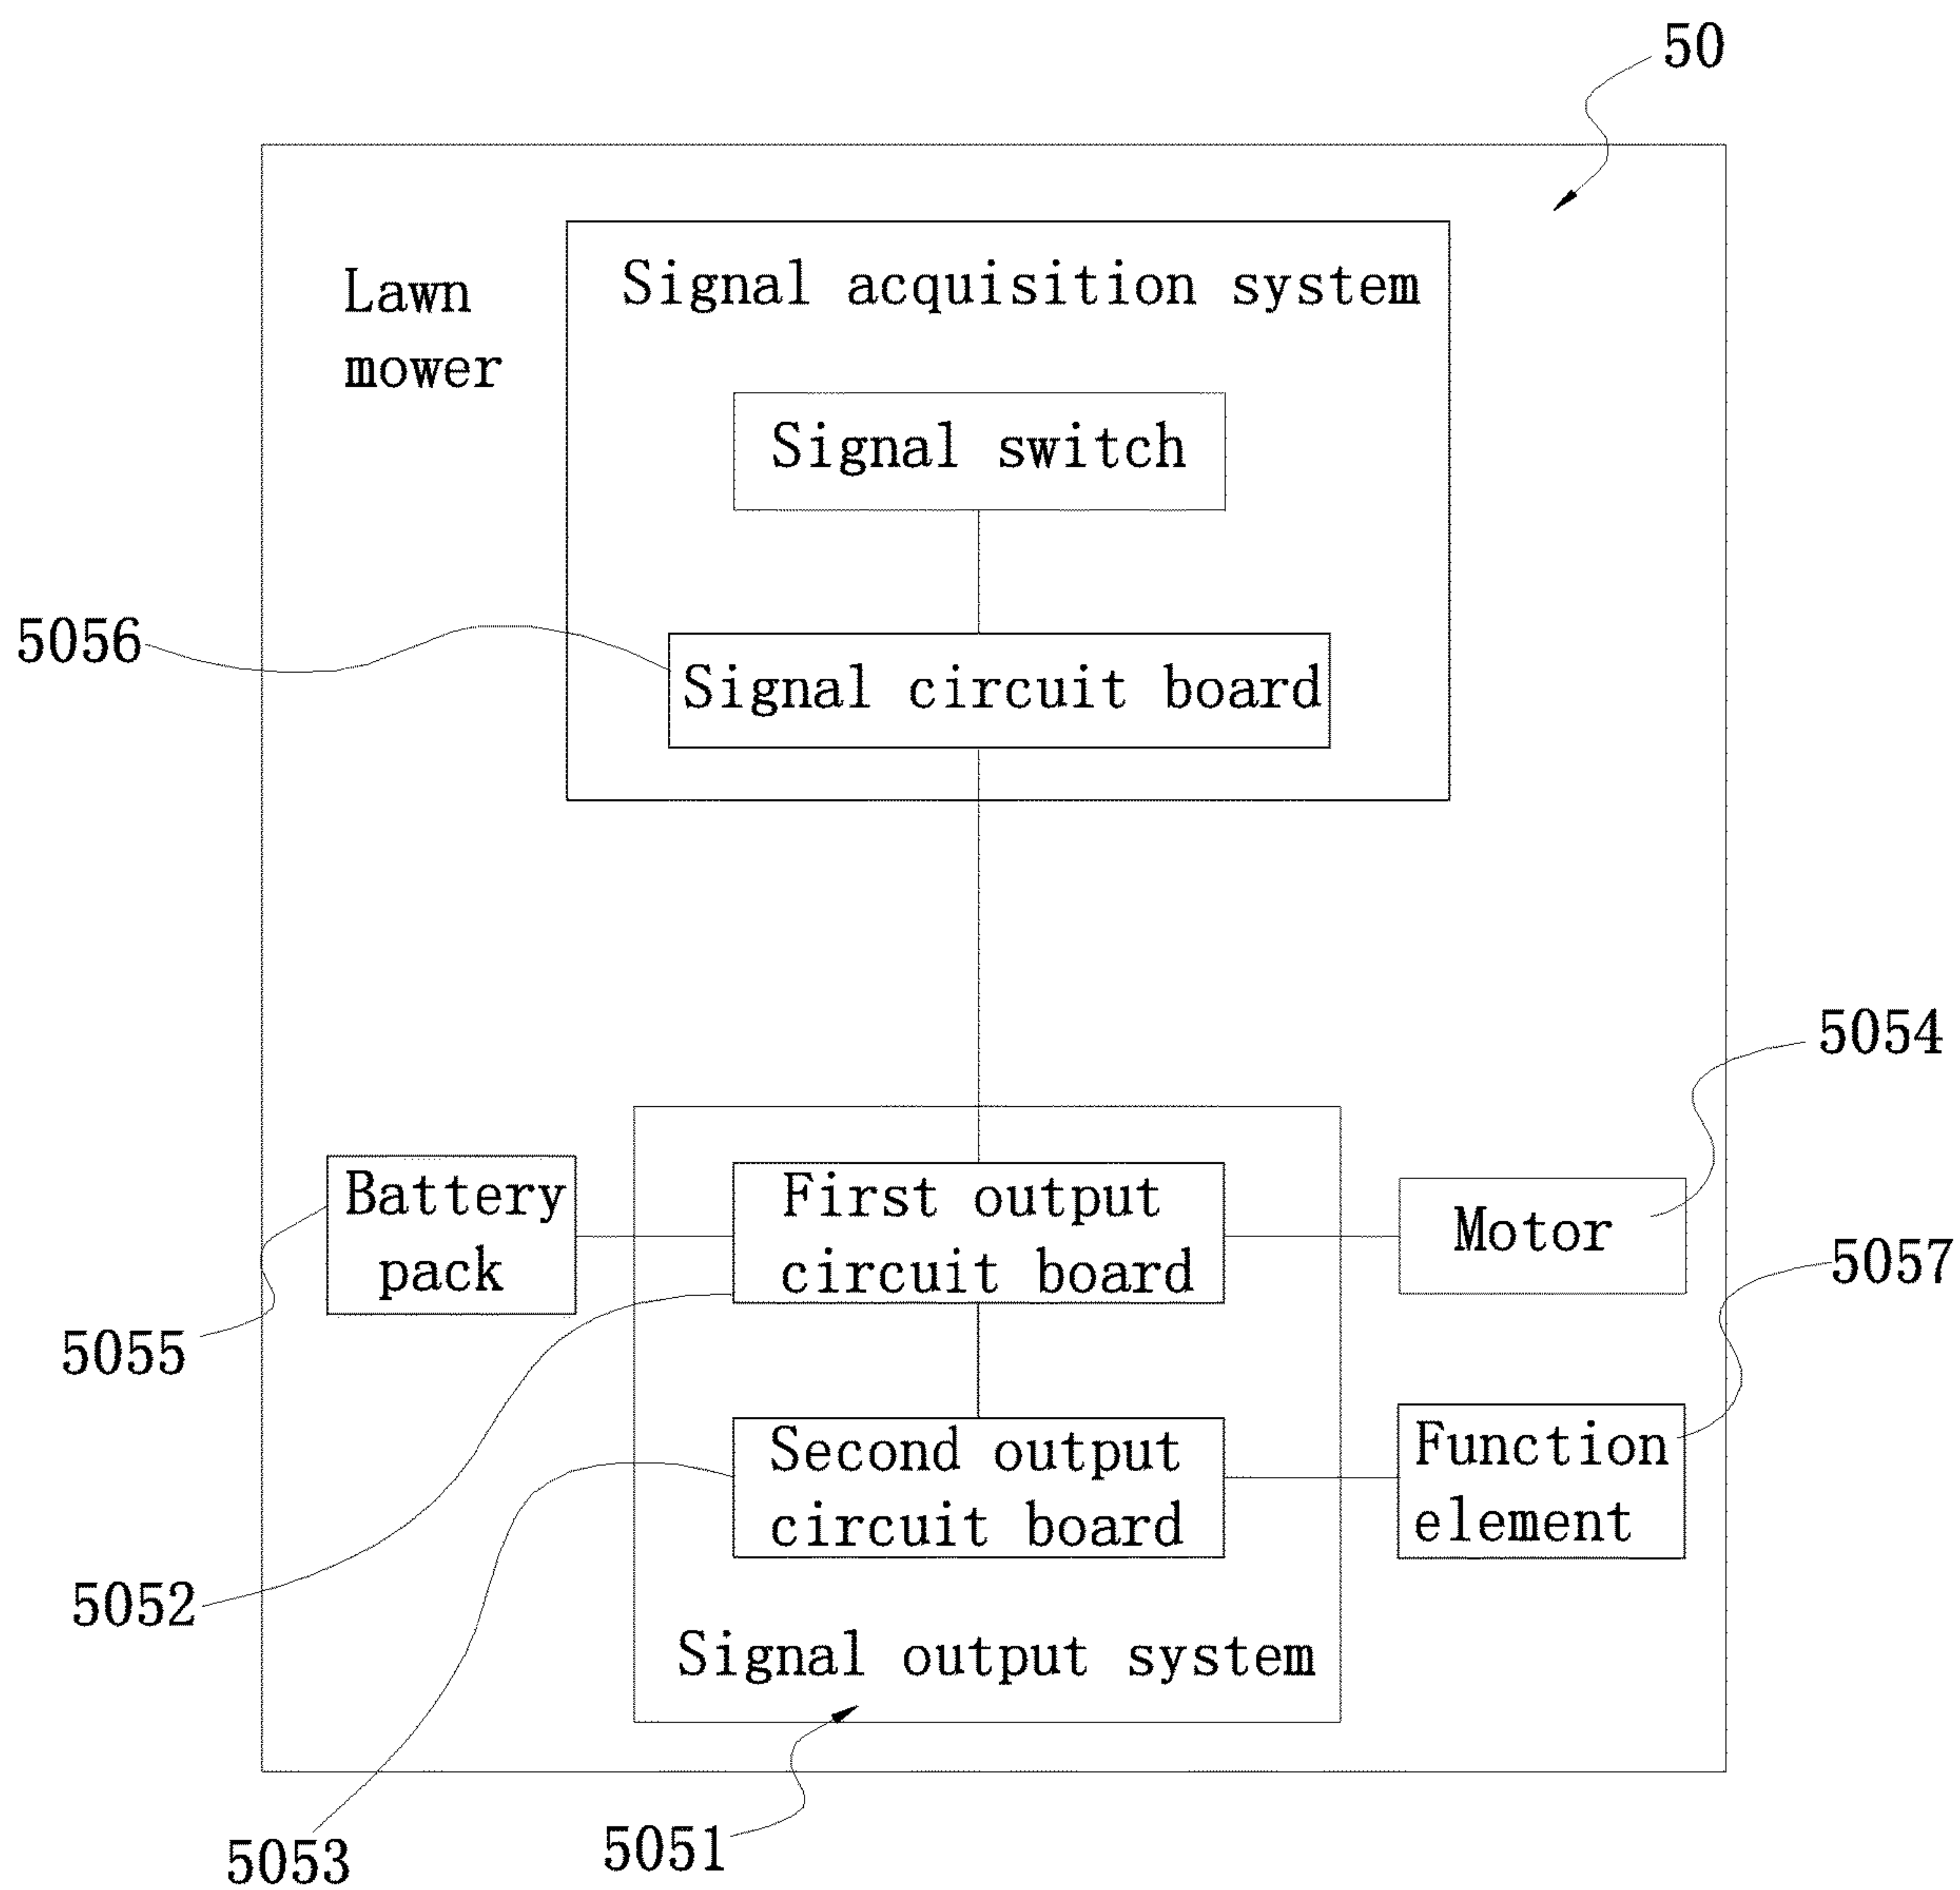 50
Lawn
mower
Signal acquisition system
Signal switch
5056
Signal circuit board
5054
Battery
pack
First output
circuit board
Motor
5057
5055
Second output
circuit board
Function
element
5052
Signal output system
5053
5051